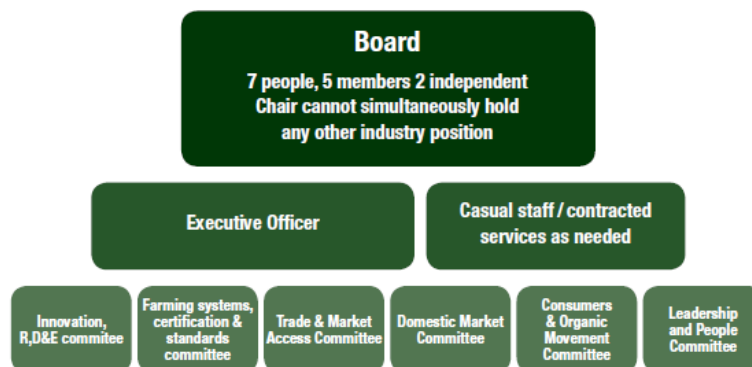 Board
7 people, 5 members 2 independent
Chair cannot simultaneously hold
any other industry position
Executive Officer
Casual staff / contracted
services as needed
Innovation,
R,D&E commitee
Farming systems,
certification &
standards
committee
Trade & Market
Access Committee
Domestic Market
Committee
Consumers
& Organic
Movement
Committee
Leadership
and People
Committee